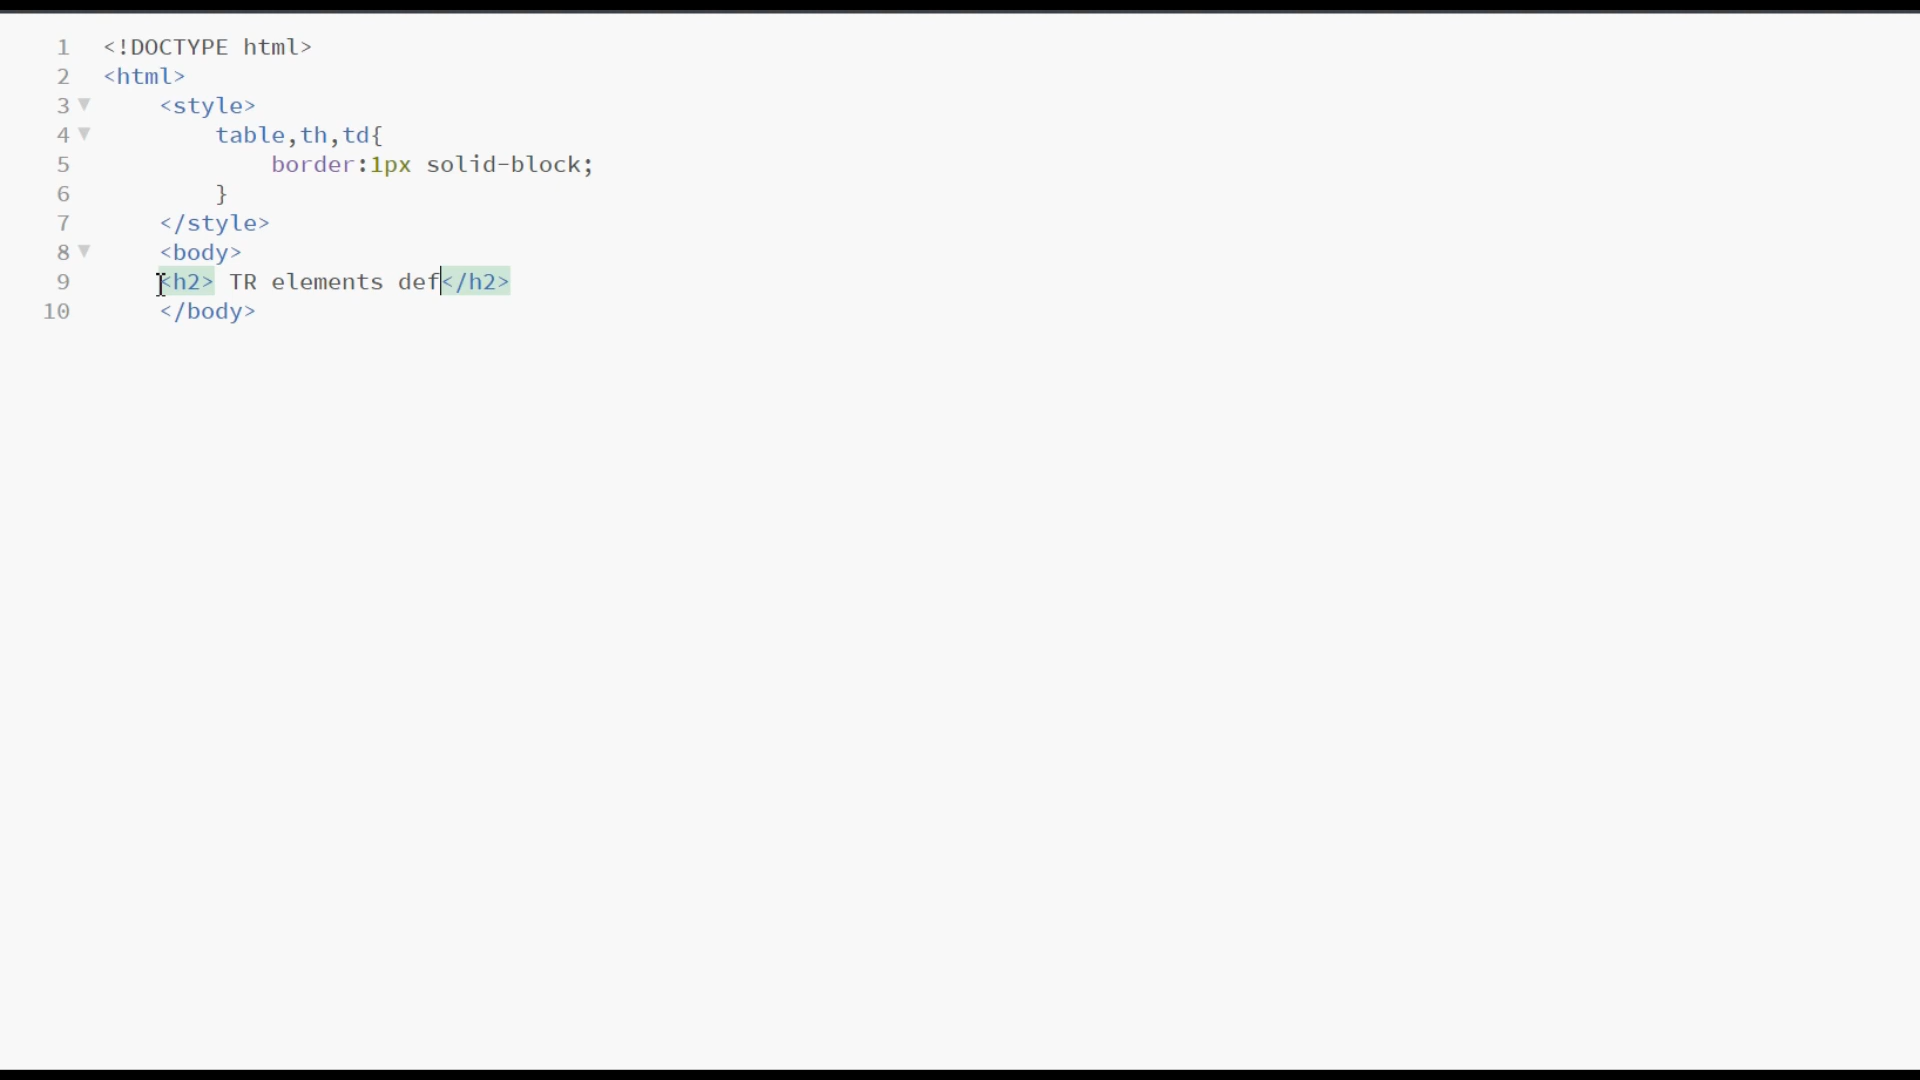 1 <!DOCTYPE html>
2 <html>
3 <style>
4 table,th,td{
5 border:1px solid-block;
6 }
7 </style>
8 <body>
9 <h2> TR elements def</h2>
10 </body>